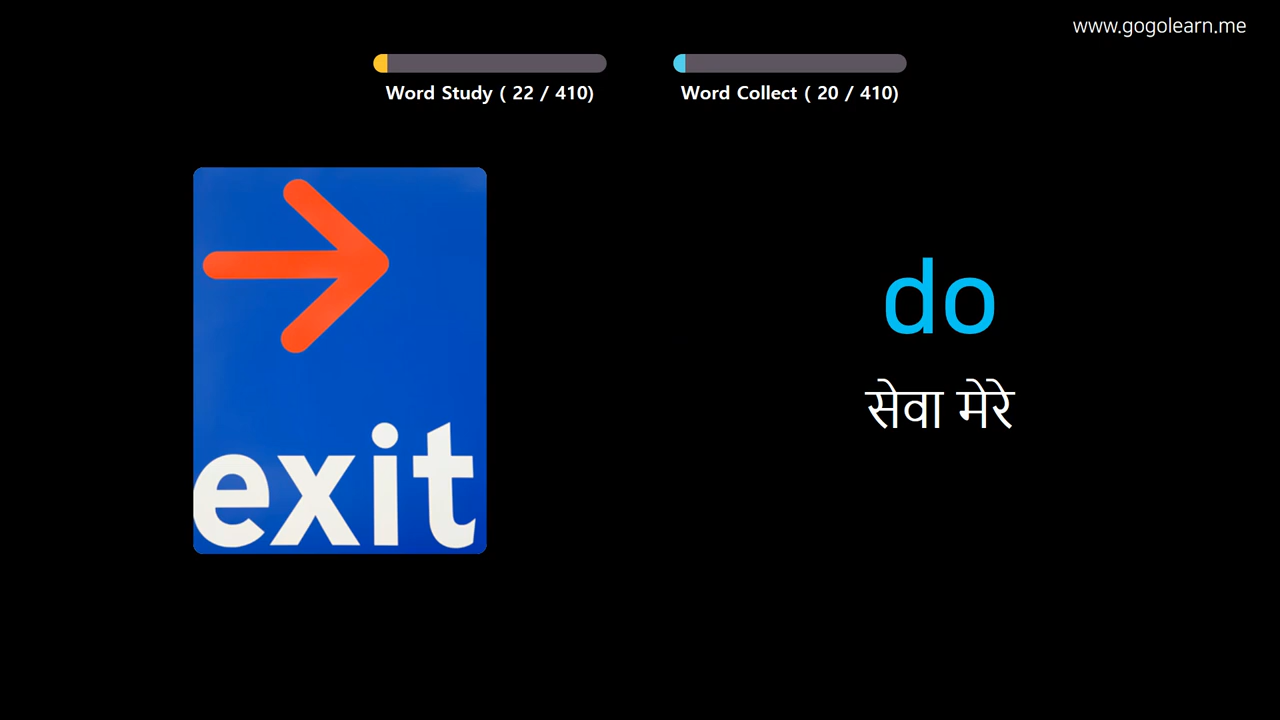 www.gogolearn.me
Word Study ( 22 / 410)
Word Collect ( 20 / 410)
exit
do
सेवा मेरे